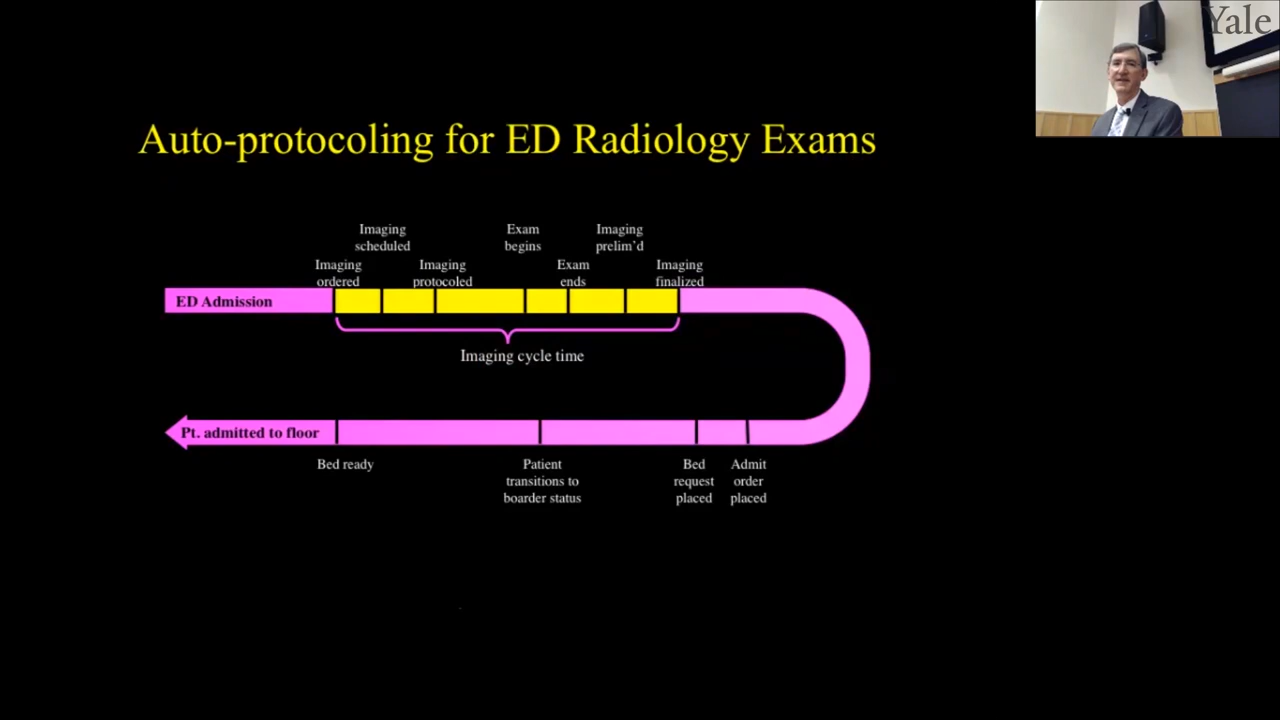 Yale
Auto-protocoling for ED Radiology Exams
Imaging
scheduled
Exam
begins
Imaging
prelim'd
Imaging
ordered
Imaging
protocoled
Exam
ends
Imaging
finalized
ED Admission
Imaging cycle time
Pt. admitted to floor
Bed ready
Patient
transitions to
boarder status
Bed
request
placed
Admit
order
placed